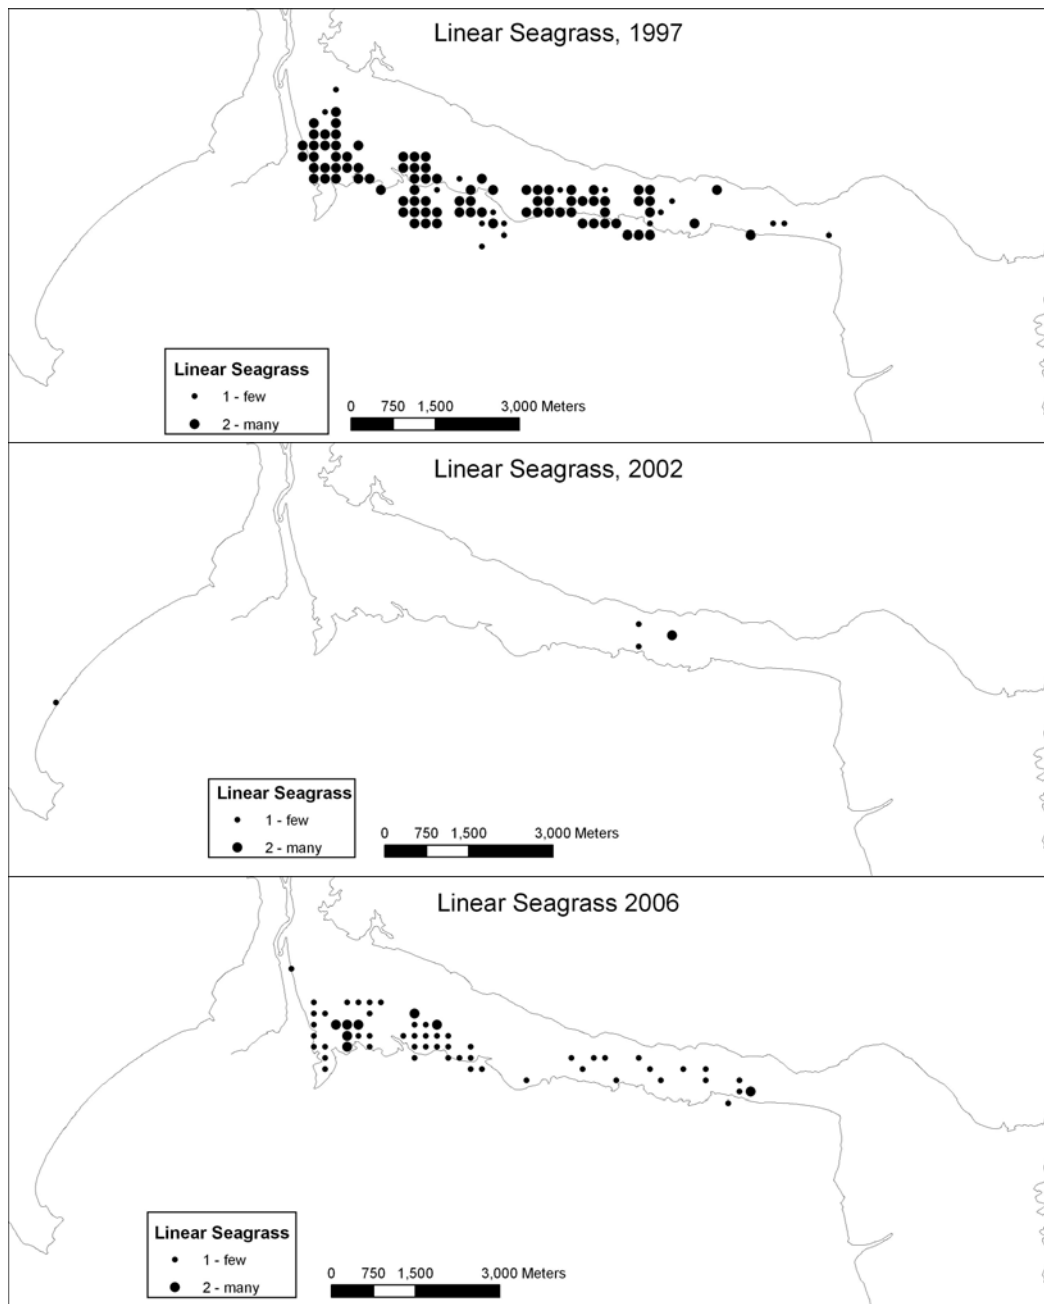 Linear Seagrass, 1997
Linear Seagrass
1 - few
2 - many
0 750 1,500 3,000 Meters
Linear Seagrass, 2002
Linear Seagrass
1 - few
2 - many
0 750 1,500 3,000 Meters
Linear Seagrass 2006
Linear Seagrass
1 - few
2 - many
0 750 1,500 3,000 Meters